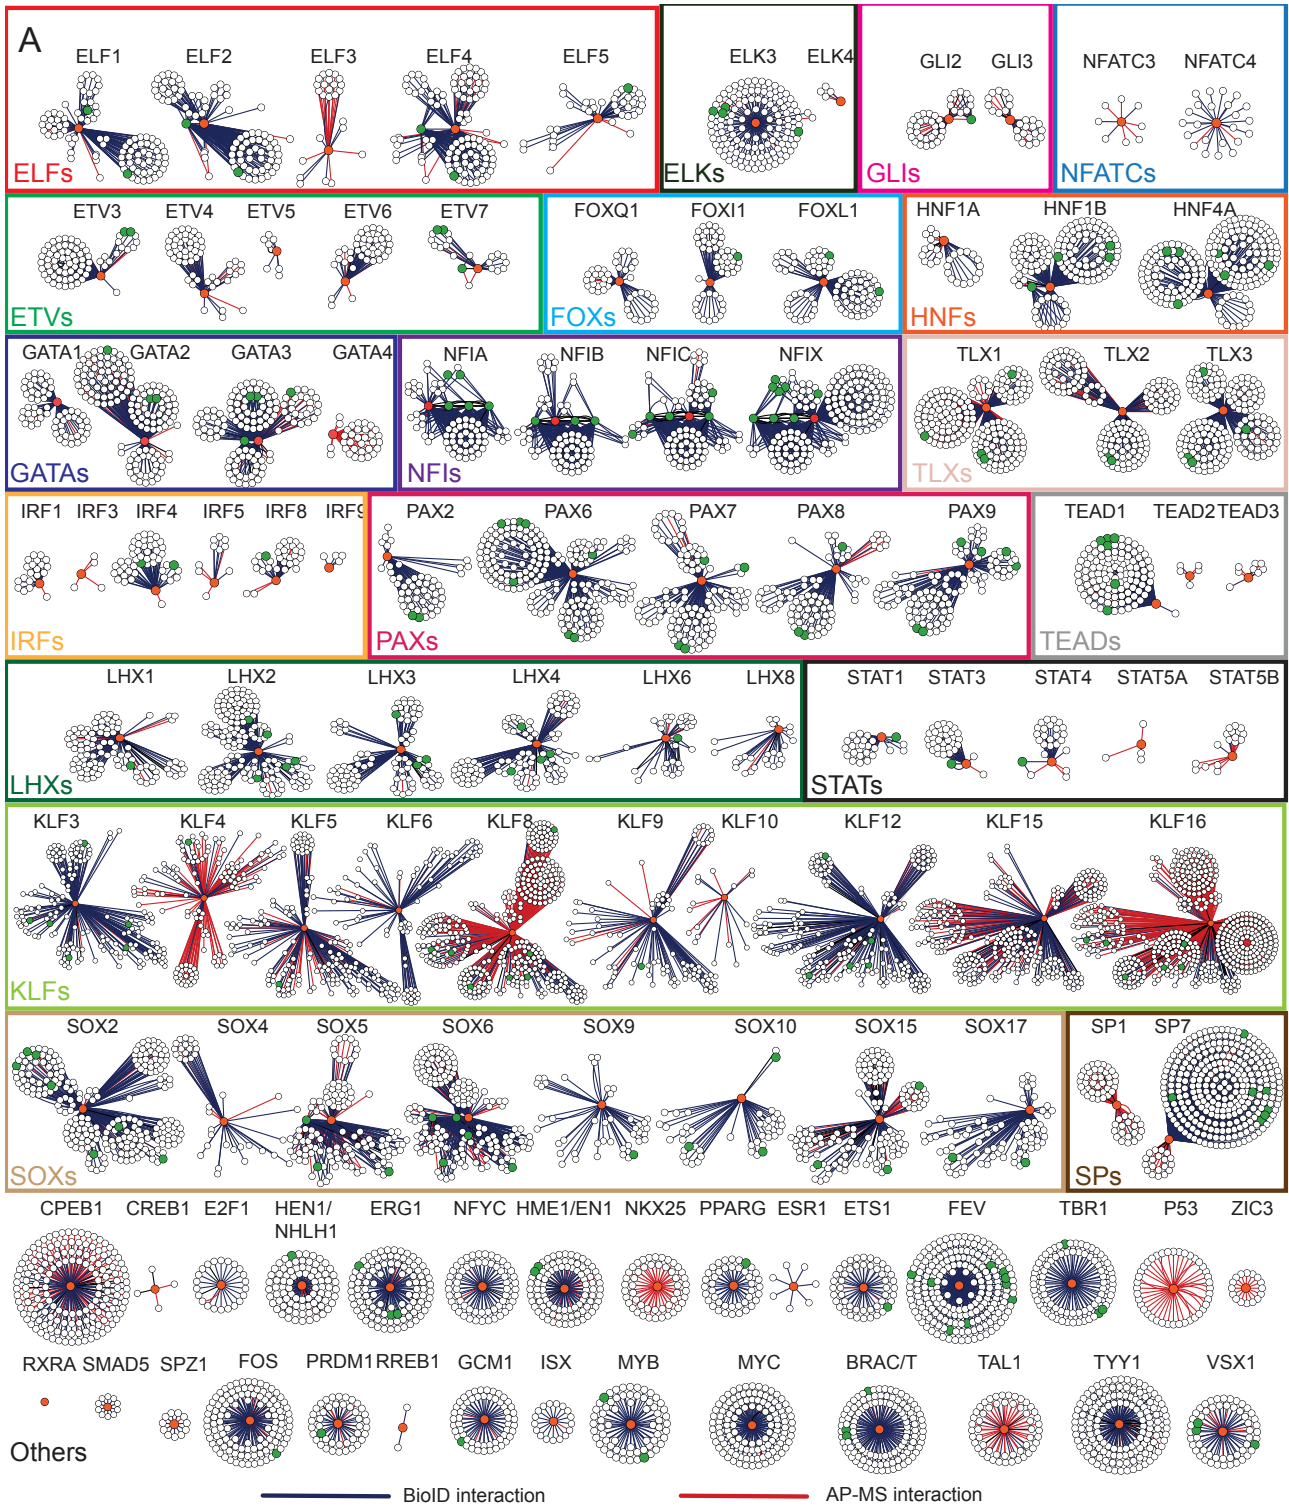 A
ELF1 ELF2 ELF3 ELF4 ELF5
ELFs
ELK3 ELK4
ELKs
GLI2 GLI3
GLIs
NFATC3 NFATC4
NFATCs
ETV3 ETV4 ETV5 ETV6 ETV7
ETVs
FOXQ1 FOXI1 FOXL1
FOXs
HNF1A HNF1B HNF4A
HNFs
GATA1 GATA2 GATA3 GATA4
GATAs
NFIA NFIB NFIC NFIX
NFIs
TLX1 TLX2 TLX3
TLXs
IRF1 IRF3 IRF4 IRF5 IRF8 IRF9
IRFs
PAX2 PAX6 PAX7 PAX8 PAX9
PAXs
TEAD1 TEAD2 TEAD3
TEADs
LHX1 LHX2 LHX3 LHX4 LHX6 LHX8
LHXs
STAT1 STAT3 STAT4 STAT5A STAT5B
STATs
KLF3 KLF4 KLF5 KLF6 KLF8 KLF9 KLF10 KLF12 KLF15 KLF16
KLFs
SOX2 SOX4 SOX5 SOX6 SOX9 SOX10 SOX15 SOX17
SOXs
SP1 SP7
SPs
CPEB1 CREB1 E2F1 HEN1/ ERG1 NFYC HME1/EN1 NKX25 PPARG ESR1 ETS1 FEV TBR1 P53 ZIC3
NHLH1
RXRA SMAD5 SPZ1 FOS PRDM1 RREB1 GCM1 ISX MYB MYC BRAC/T TAL1 TYY1 VSX1
Others
BioID interaction AP-MS interaction